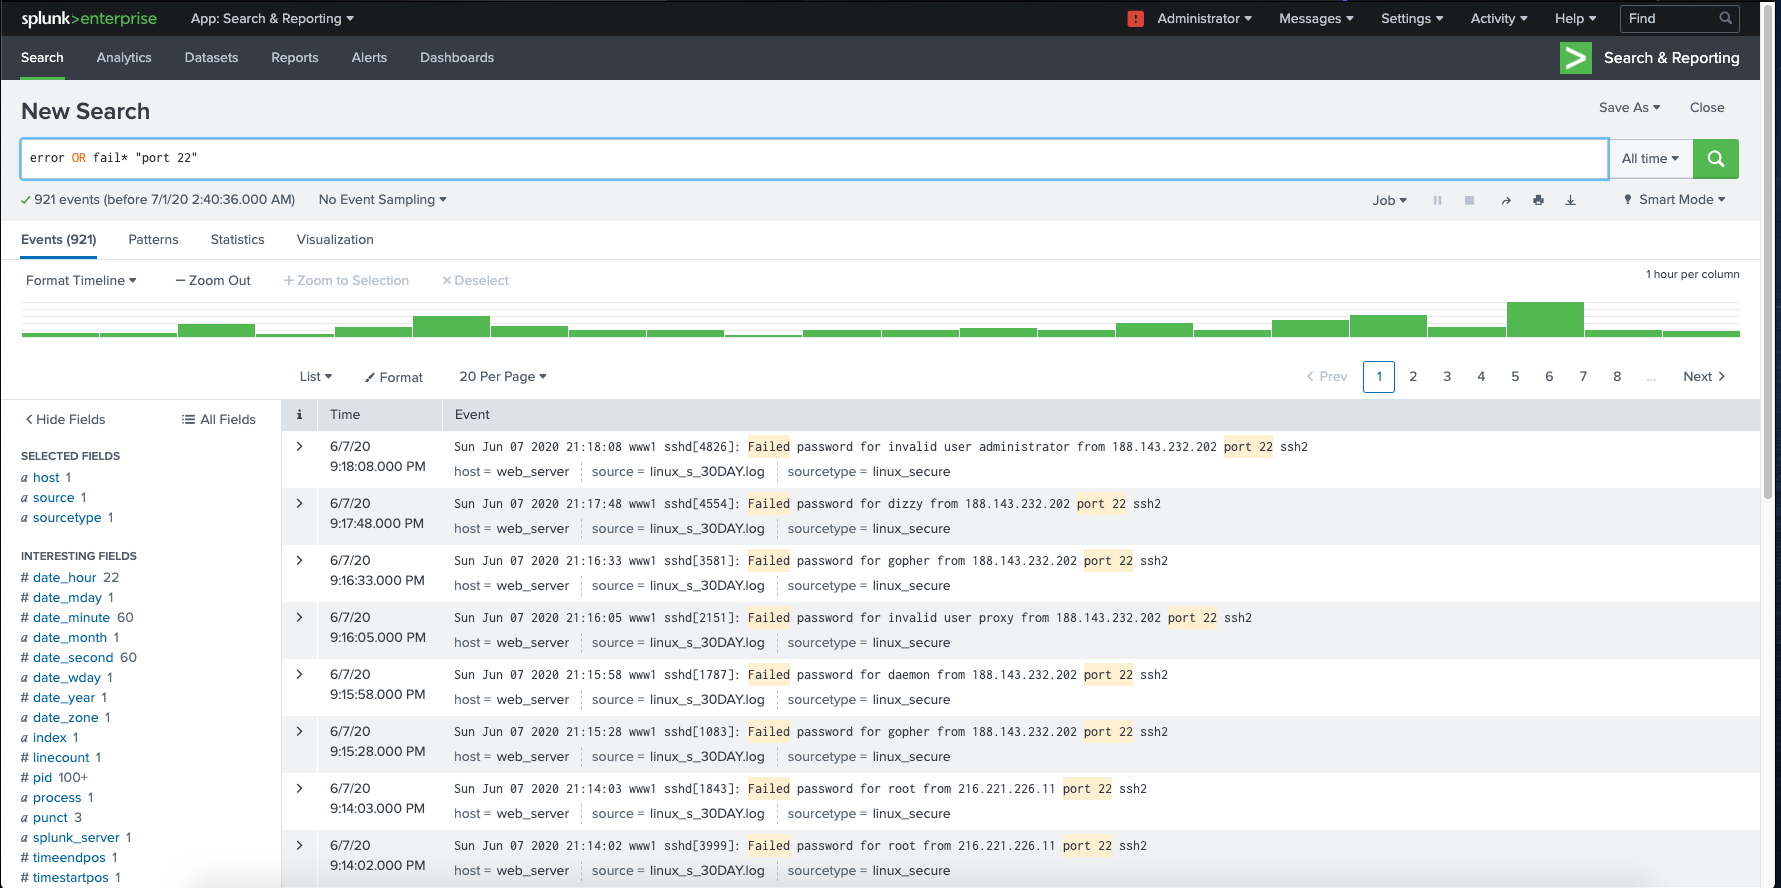 splunk>enterprise App: Search & Reporting ! Administrator Messages Settings Activity Help Find
Search Analytics Datasets Reports Alerts Dashboards > Search & Reporting
New Search Save As Close
error OR fail* "port 22" All time
921 events (before 7/1/20 2:40:36.000 AM) No Event Sampling Job Smart Mode
Events (921) Patterns Statistics Visualization
Format Timeline — Zoom Out + Zoom to Selection × Deselect 1 hour per column
List Format 20 Per Page < Prev 1 2 3 4 5 6 7 8 ... Next >
< Hide Fields All Fields i Time Event
SELECTED FIELDS
a host 1
a source 1
a sourcetype 1
INTERESTING FIELDS
# date_hour 22
# date_mday 1
# date_minute 60
a date_month 1
# date_second 60
a date_wday 1
# date_year 1
a date_zone 1
a index 1
# linecount 1
# pid 100+
a process 1
a punct 3
a splunk_server 1
# timeendpos 1
# timestartpos 1
> 6/7/20 Sun Jun 07 2020 21:18:08 www1 sshd[4826]: Failed password for invalid user administrator from 188.143.232.202 port 22 ssh2
9:18:08.000 PM host = web_server source = linux_s_30DAY.log sourcetype = linux_secure
> 6/7/20 Sun Jun 07 2020 21:17:48 www1 sshd[4554]: Failed password for dizzy from 188.143.232.202 port 22 ssh2
9:17:48.000 PM host = web_server source = linux_s_30DAY.log sourcetype = linux_secure
> 6/7/20 Sun Jun 07 2020 21:16:33 www1 sshd[3581]: Failed password for gopher from 188.143.232.202 port 22 ssh2
9:16:33.000 PM host = web_server source = linux_s_30DAY.log sourcetype = linux_secure
> 6/7/20 Sun Jun 07 2020 21:16:05 www1 sshd[2151]: Failed password for invalid user proxy from 188.143.232.202 port 22 ssh2
9:16:05.000 PM host = web_server source = linux_s_30DAY.log sourcetype = linux_secure
> 6/7/20 Sun Jun 07 2020 21:15:58 www1 sshd[1787]: Failed password for daemon from 188.143.232.202 port 22 ssh2
9:15:58.000 PM host = web_server source = linux_s_30DAY.log sourcetype = linux_secure
> 6/7/20 Sun Jun 07 2020 21:15:28 www1 sshd[1083]: Failed password for gopher from 188.143.232.202 port 22 ssh2
9:15:28.000 PM host = web_server source = linux_s_30DAY.log sourcetype = linux_secure
> 6/7/20 Sun Jun 07 2020 21:14:03 www1 sshd[1843]: Failed password for root from 216.221.226.11 port 22 ssh2
9:14:03.000 PM host = web_server source = linux_s_30DAY.log sourcetype = linux_secure
> 6/7/20 Sun Jun 07 2020 21:14:02 www1 sshd[3999]: Failed password for root from 216.221.226.11 port 22 ssh2
9:14:02.000 PM host = web_server source = linux_s_30DAY.log sourcetype = linux_secure